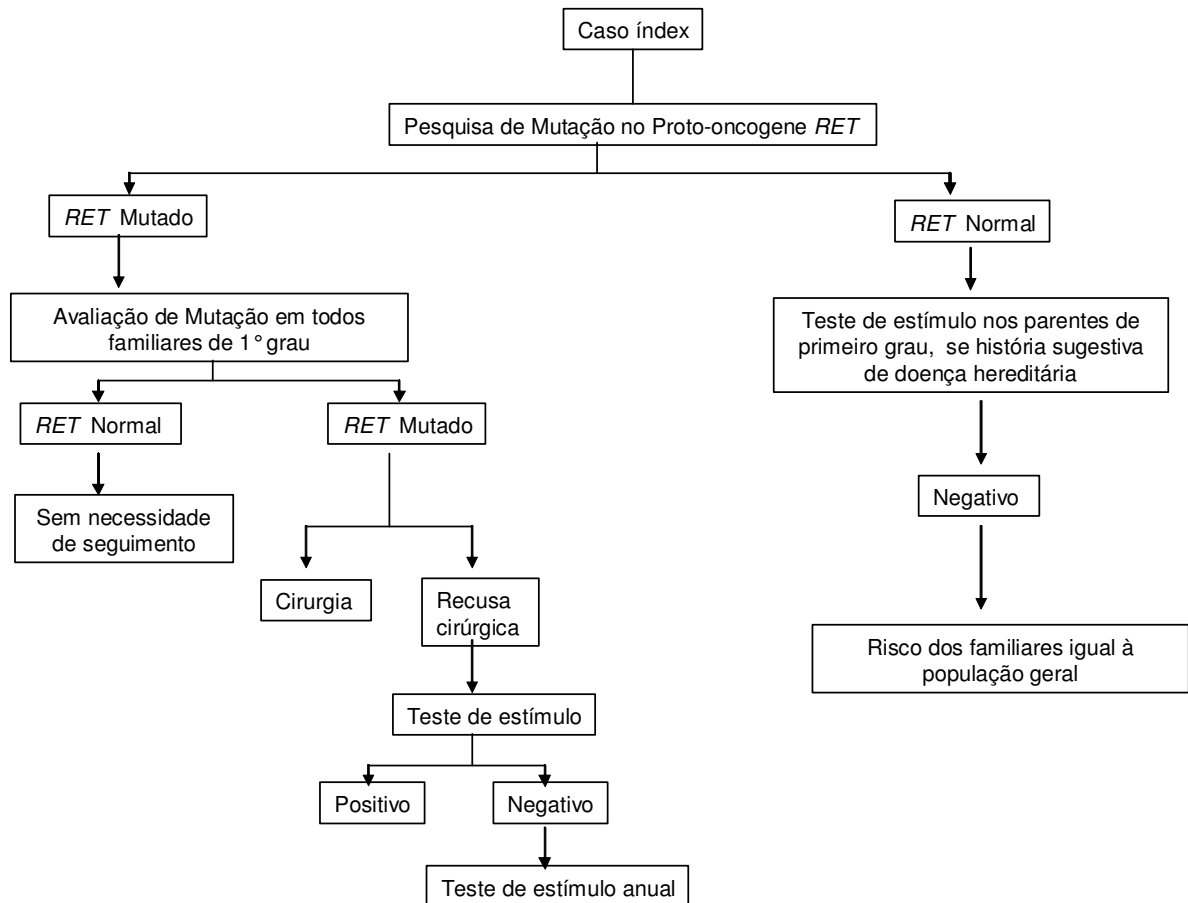 Caso índex
Pesquisa de Mutação no Proto-oncogene RET
RET Mutado
RET Normal
Avaliação de Mutação em todos
familiares de 1° grau
Teste de estímulo nos parentes de
primeiro grau, se história sugestiva
de doença hereditária
RET Normal
RET Mutado
Negativo
Sem necessidade
de seguimento
Cirurgia
Recusa
cirúrgica
Risco dos familiares igual à
população geral
Teste de estímulo
Positivo
Negativo
Teste de estímulo anual